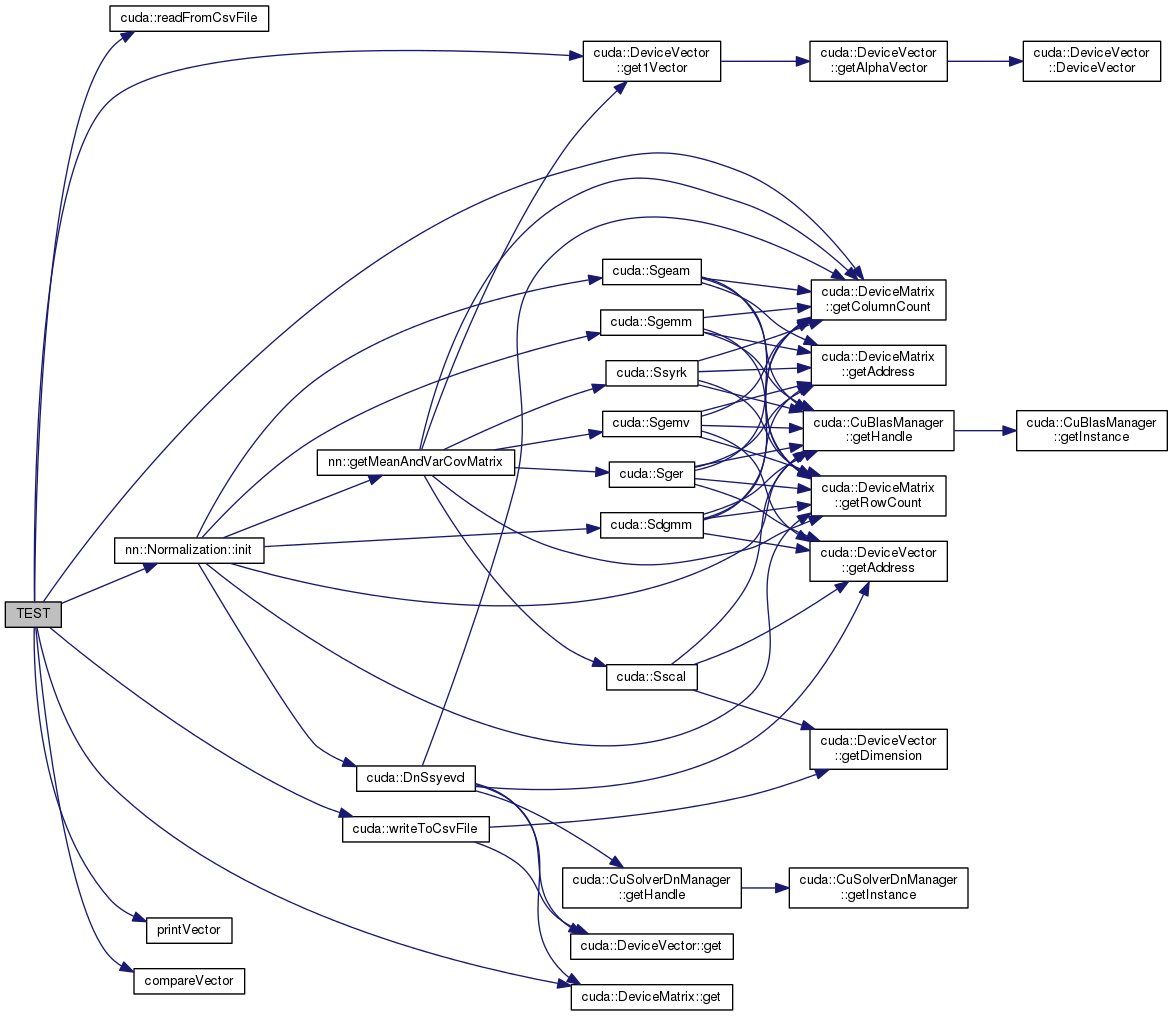 cuda::readFromCsvFile
cuda::DeviceVector
::get1Vector
cuda::DeviceVector
::getAlphaVector
cuda::DeviceVector
::DeviceVector
cuda::Sgeam
cuda::DeviceMatrix
::getColumnCount
cuda::Sgemm
cuda::DeviceMatrix
::getAddress
cuda::Ssyrk
cuda::Sgemv
cuda::CuBlasManager
::getHandle
cuda::CuBlasManager
::getInstance
nn::getMeanAndVarCovMatrix
cuda::Sger
cuda::DeviceMatrix
::getRowCount
cuda::Sdgmm
nn::Normalization::init
cuda::DeviceVector
::getAddress
TEST
cuda::Sscal
cuda::DeviceVector
::getDimension
cuda::DnSsyevd
cuda::writeToCsvFile
cuda::CuSolverDnManager
::getHandle
cuda::CuSolverDnManager
::getInstance
printVector
cuda::DeviceVector::get
compareVector
cuda::DeviceMatrix::get